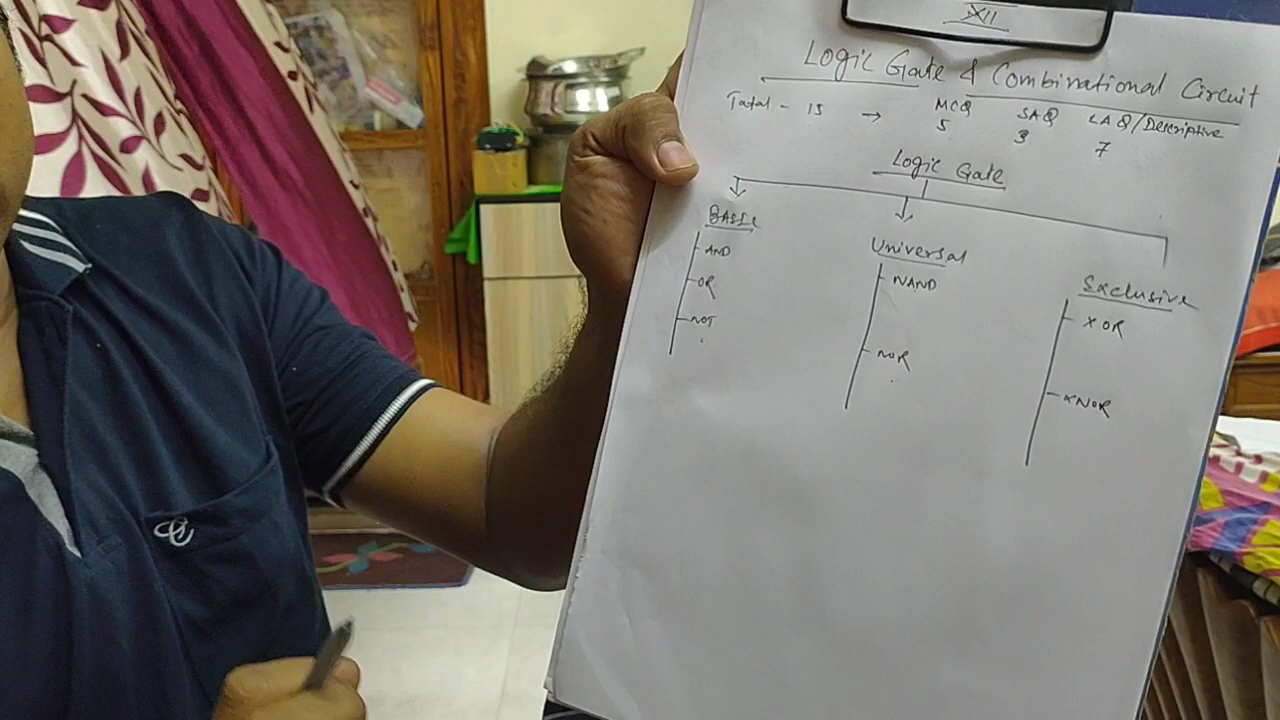 XII
Logic Gate & Combinational Circuit
Total - 15 → MCQ SAQ LAQ/Descriptive
5 3 7
Logic Gate
BASIC
AND
OR
NOT
Universal
NAND
NOR
Exclusive
XOR
XNOR